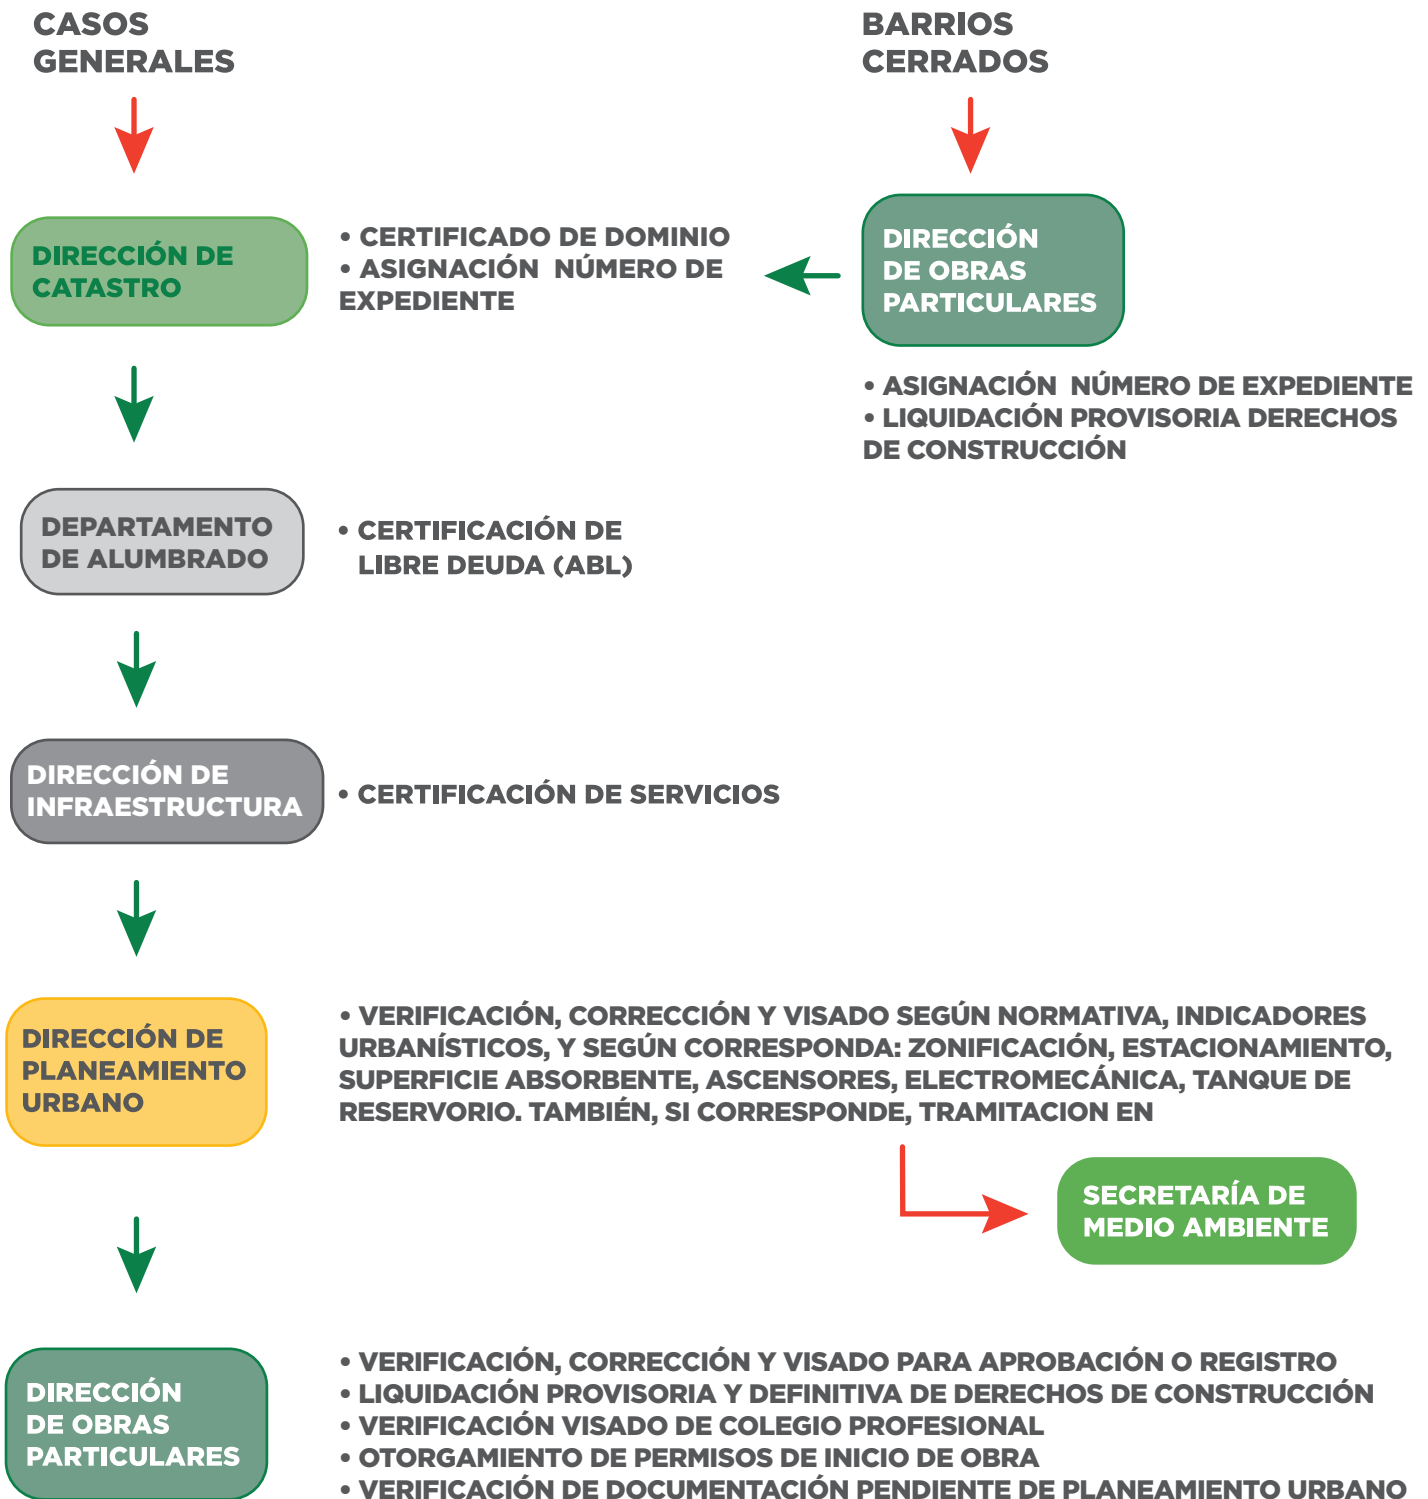 CASOS
GENERALES
BARRIOS
CERRADOS
DIRECCIÓN DE
CATASTRO
• CERTIFICADO DE DOMINIO
• ASIGNACIÓN NÚMERO DE
EXPEDIENTE
DIRECCIÓN
DE OBRAS
PARTICULARES
• ASIGNACIÓN NÚMERO DE EXPEDIENTE
• LIQUIDACIÓN PROVISORIA DERECHOS
DE CONSTRUCCIÓN
DEPARTAMENTO
DE ALUMBRADO
• CERTIFICACIÓN DE
LIBRE DEUDA (ABL)
DIRECCIÓN DE
INFRAESTRUCTURA
• CERTIFICACIÓN DE SERVICIOS
DIRECCIÓN DE
PLANEAMIENTO
URBANO
• VERIFICACIÓN, CORRECCIÓN Y VISADO SEGÚN NORMATIVA, INDICADORES
URBANÍSTICOS, Y SEGÚN CORRESPONDA: ZONIFICACIÓN, ESTACIONAMIENTO,
SUPERFICIE ABSORBENTE, ASCENSORES, ELECTROMECÁNICA, TANQUE DE
RESERVORIO. TAMBIÉN, SI CORRESPONDE, TRAMITACION EN
SECRETARÍA DE
MEDIO AMBIENTE
DIRECCIÓN
DE OBRAS
PARTICULARES
• VERIFICACIÓN, CORRECCIÓN Y VISADO PARA APROBACIÓN O REGISTRO
• LIQUIDACIÓN PROVISORIA Y DEFINITIVA DE DERECHOS DE CONSTRUCCIÓN
• VERIFICACIÓN VISADO DE COLEGIO PROFESIONAL
• OTORGAMIENTO DE PERMISOS DE INICIO DE OBRA
• VERIFICACIÓN DE DOCUMENTACIÓN PENDIENTE DE PLANEAMIENTO URBANO